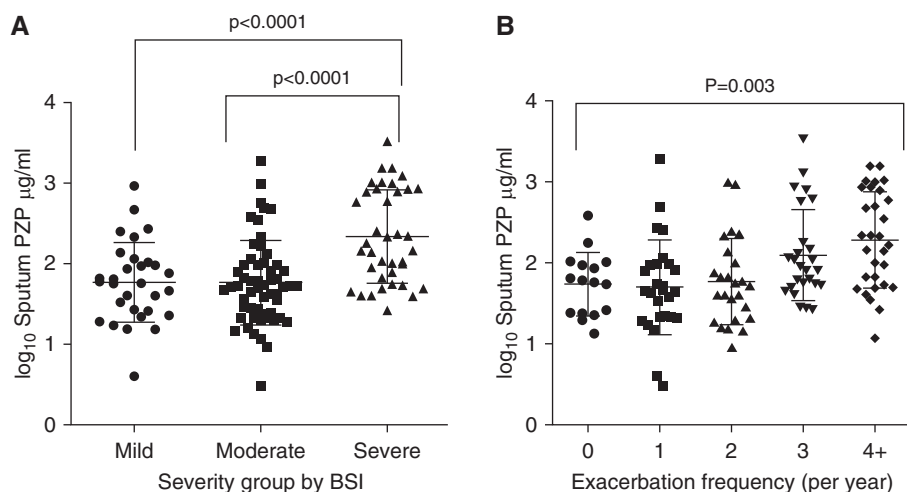 A
p<0.0001
p<0.0001
4
3
2
1
0
log10 Sputum PZP µg/ml
Mild Moderate Severe
Severity group by BSI
B
P=0.003
4
3
2
1
0
log10 Sputum PZP µg/ml
0 1 2 3 4+
Exacerbation frequency (per year)